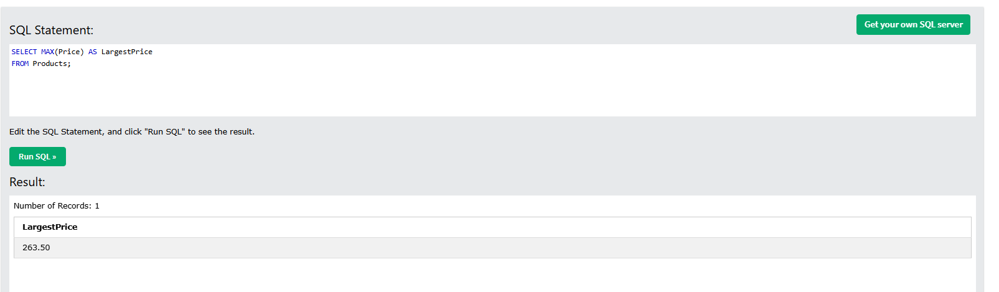 SQL Statement:
Get your own SQL server
SELECT MAX(Price) AS LargestPrice
FROM Products;
Edit the SQL Statement, and click "Run SQL" to see the result.
Run SQL »
Result:
Number of Records: 1
LargestPrice
263.50